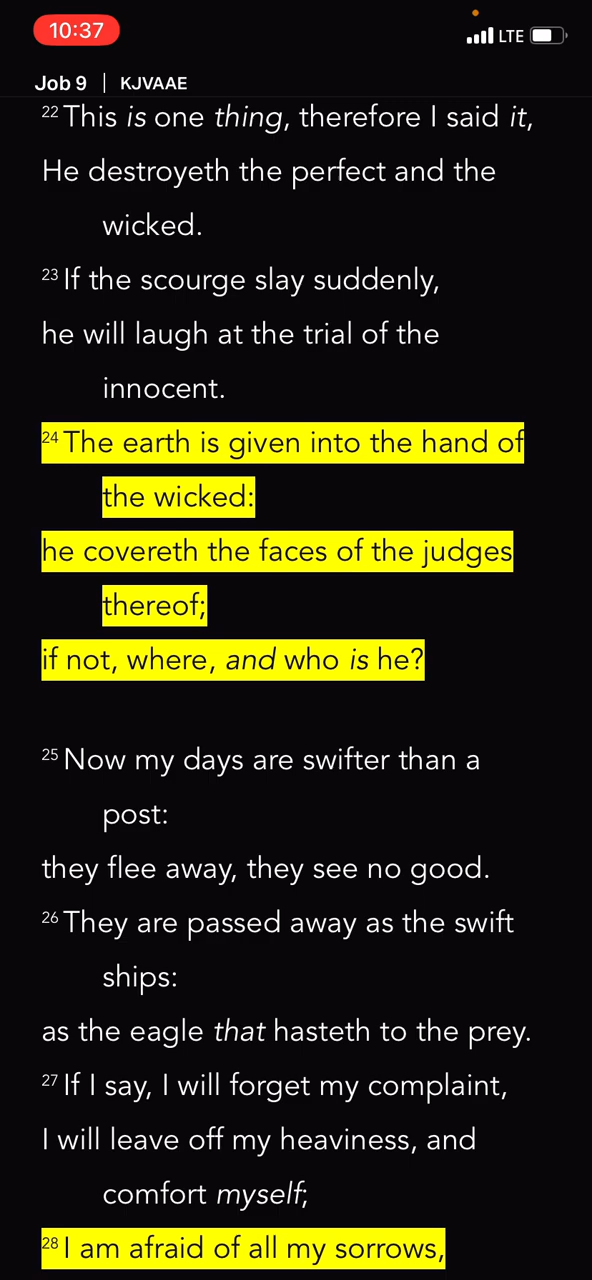 10:37
LTE
Job 9 | KJVAAE
22 This is one thing, therefore I said it,
He destroyeth the perfect and the
wicked.
23 If the scourge slay suddenly,
he will laugh at the trial of the
innocent.
24 The earth is given into the hand of
the wicked:
he covereth the faces of the judges
thereof;
if not, where, and who is he?
25 Now my days are swifter than a
post:
they flee away, they see no good.
26 They are passed away as the swift
ships:
as the eagle that hasteth to the prey.
27 If I say, I will forget my complaint,
I will leave off my heaviness, and
comfort myself;
28 I am afraid of all my sorrows,